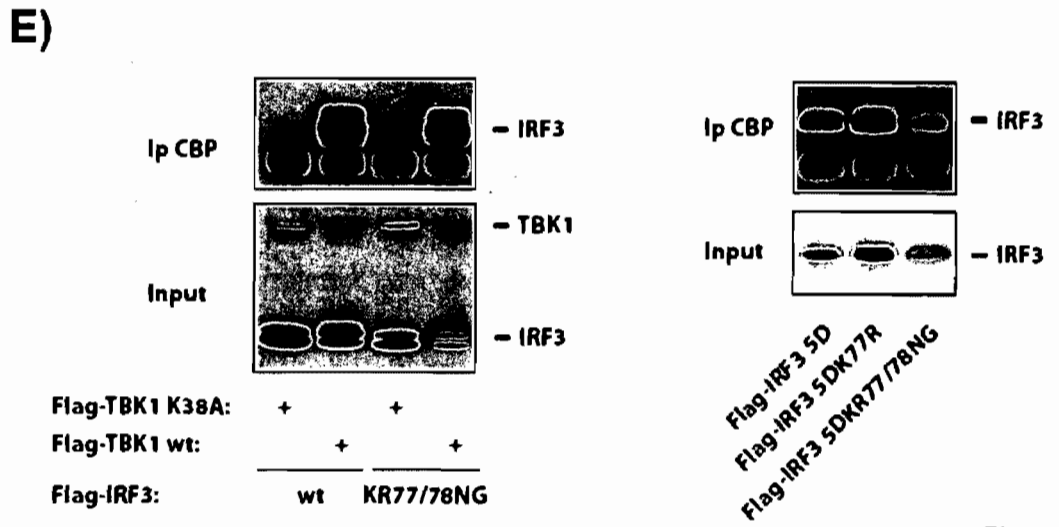 E)
Ip CBP
– IRF3
– TBK1
Input
– IRF3
Flag-TBK1 K38A: + +
Flag-TBK1 wt: + +
Flag-IRF3: wt KR77/78NG
Ip CBP
– IRF3
Input
– IRF3
Flag-IRF3 5D
Flag-IRF3 5DK77R
Flag-IRF3 5DKR77/78NG